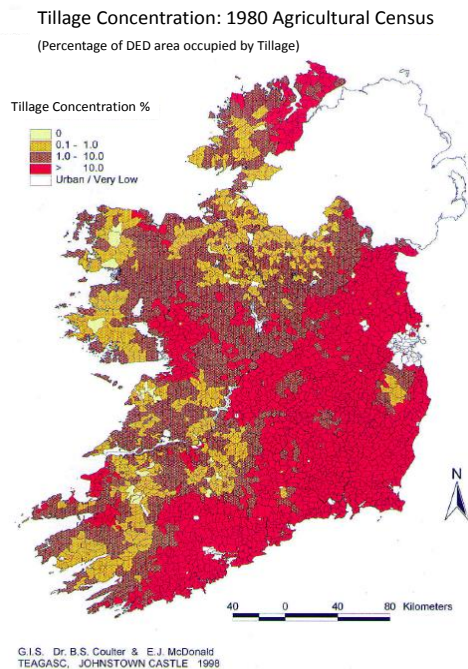 Tillage Concentration: 1980 Agricultural Census
(Percentage of DED area occupied by Tillage)
Tillage Concentration %
0
0.1 - 1.0
1.0 - 10.0
> 10.0
Urban / Very Low
N
40 0 40 80 Kilometers
G.I.S. Dr. B.S. Coulter & E.J. McDonald
TEAGASC, JOHNSTOWN CASTLE 1998